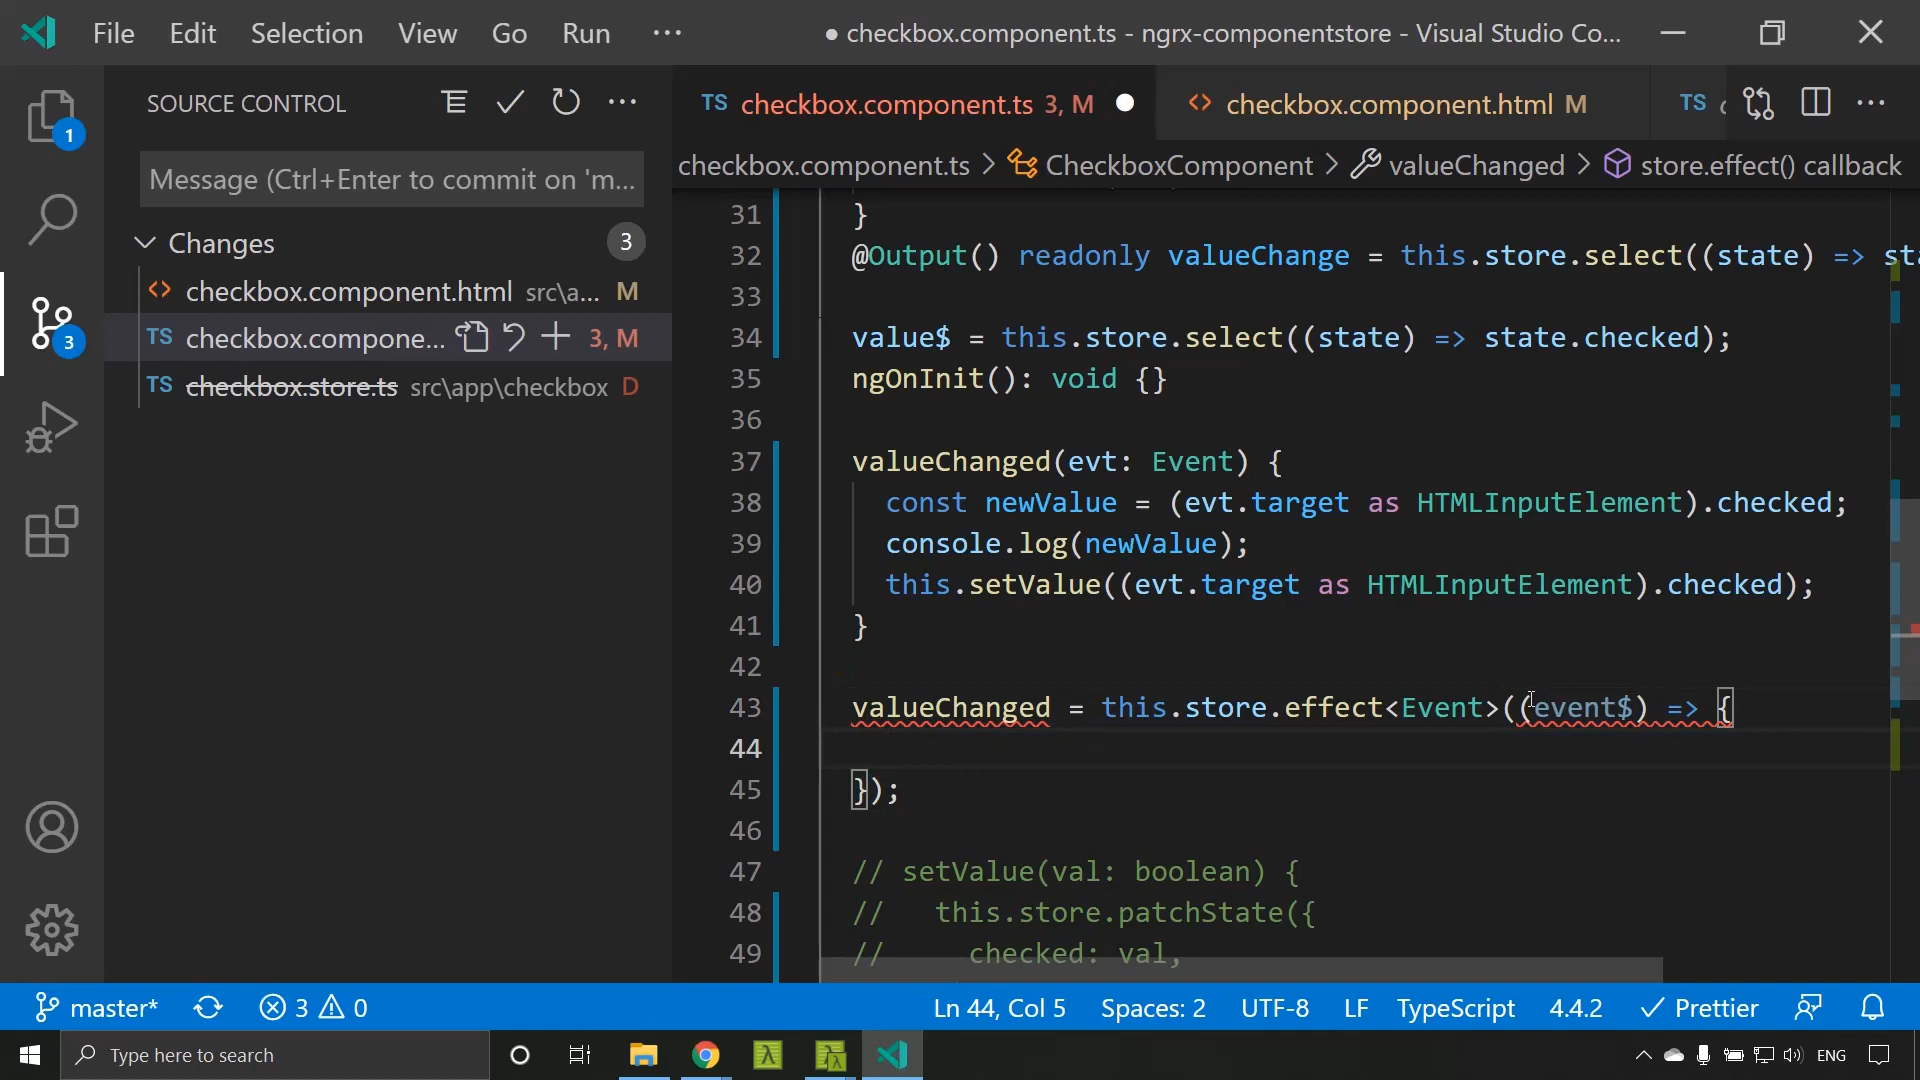 File Edit Selection View Go Run ··· ● checkbox.component.ts - ngrx-componentstore - Visual Studio Co...
SOURCE CONTROL
TS checkbox.component.ts 3, M
<> checkbox.component.html M
TS
1
Message (Ctrl+Enter to commit on 'm...
checkbox.component.ts > CheckboxComponent > valueChanged > store.effect() callback
Changes 3
<> checkbox.component.html src\a... M
TS checkbox.compone... 3, M
TS checkbox.store.ts src\app\checkbox D
3
31 }
32 @Output() readonly valueChange = this.store.select((state) => sta
33
34 value$ = this.store.select((state) => state.checked);
35 ngOnInit(): void {}
36
37 valueChanged(evt: Event) {
38 const newValue = (evt.target as HTMLInputElement).checked;
39 console.log(newValue);
40 this.setValue((evt.target as HTMLInputElement).checked);
41 }
42
43 valueChanged = this.store.effect<Event>((event$) => {
44
45 });
46
47 // setValue(val: boolean) {
48 // this.store.patchState({
49 // checked: val,
master* 3 0 Ln 44, Col 5 Spaces: 2 UTF-8 LF TypeScript 4.4.2 Prettier
Type here to search ENG